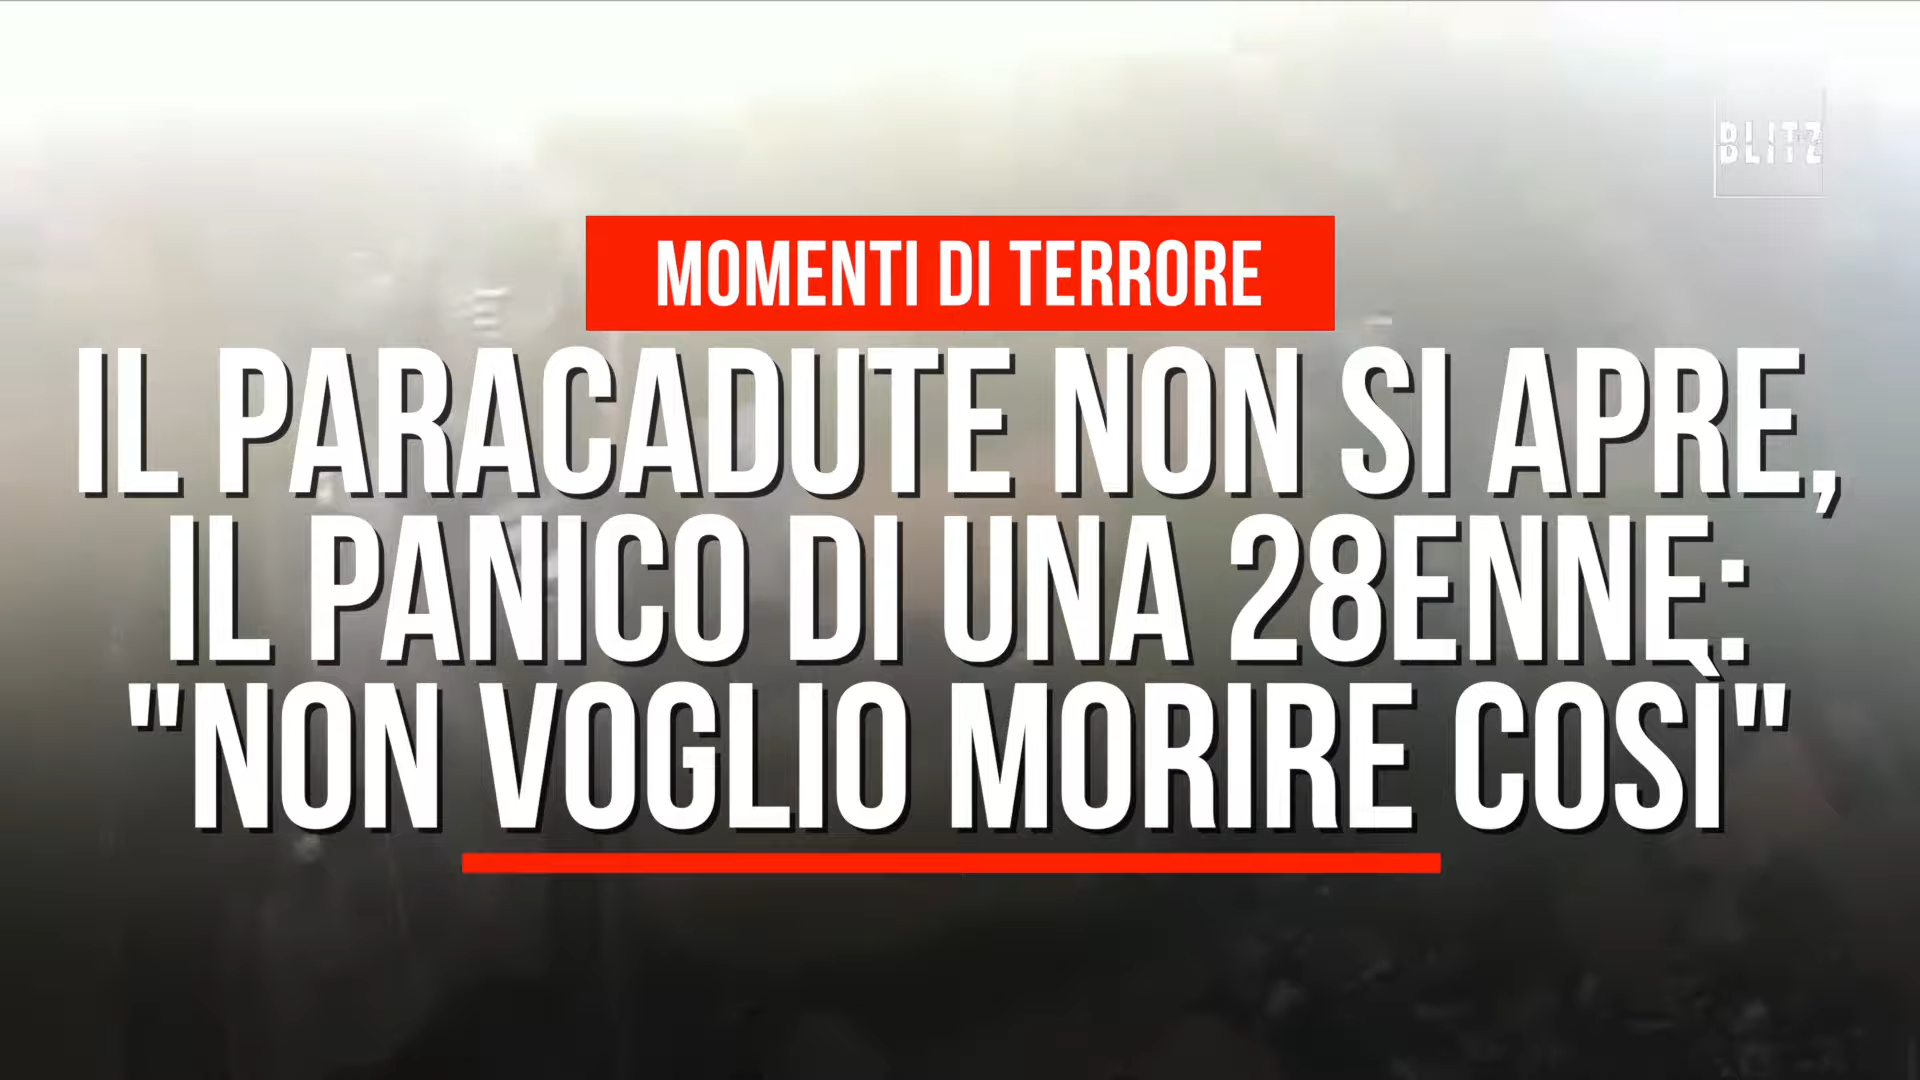 BLITZ
MOMENTI DI TERRORE
IL PARACADUTE NON SI APRE,
IL PANICO DI UNA 28ENNE:
"NON VOGLIO MORIRE COSÌ"